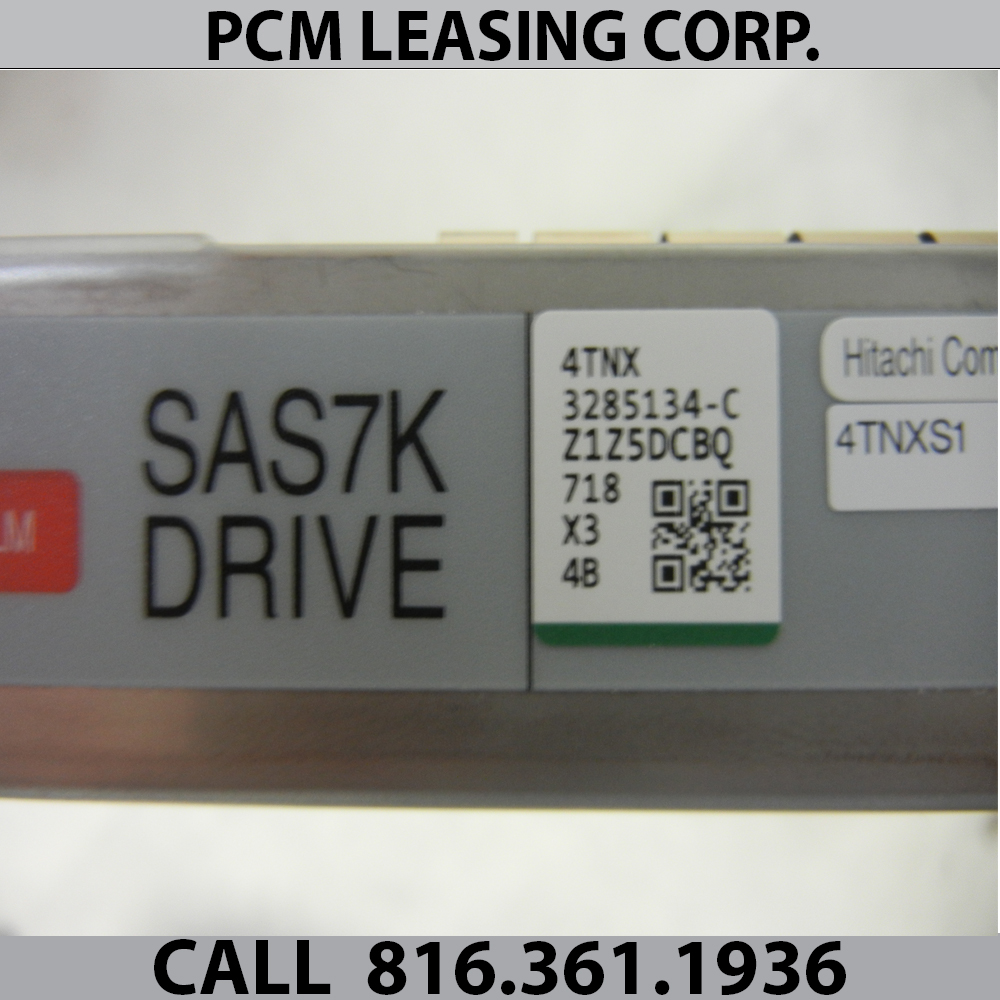 PCM LEASING CORP.
SAS7K
DRIVE
4TNX
3285134-C
Z1Z5DCBQ
718
X3
4B
Hitachi Com
4TNXS1
CALL 816.361.1936